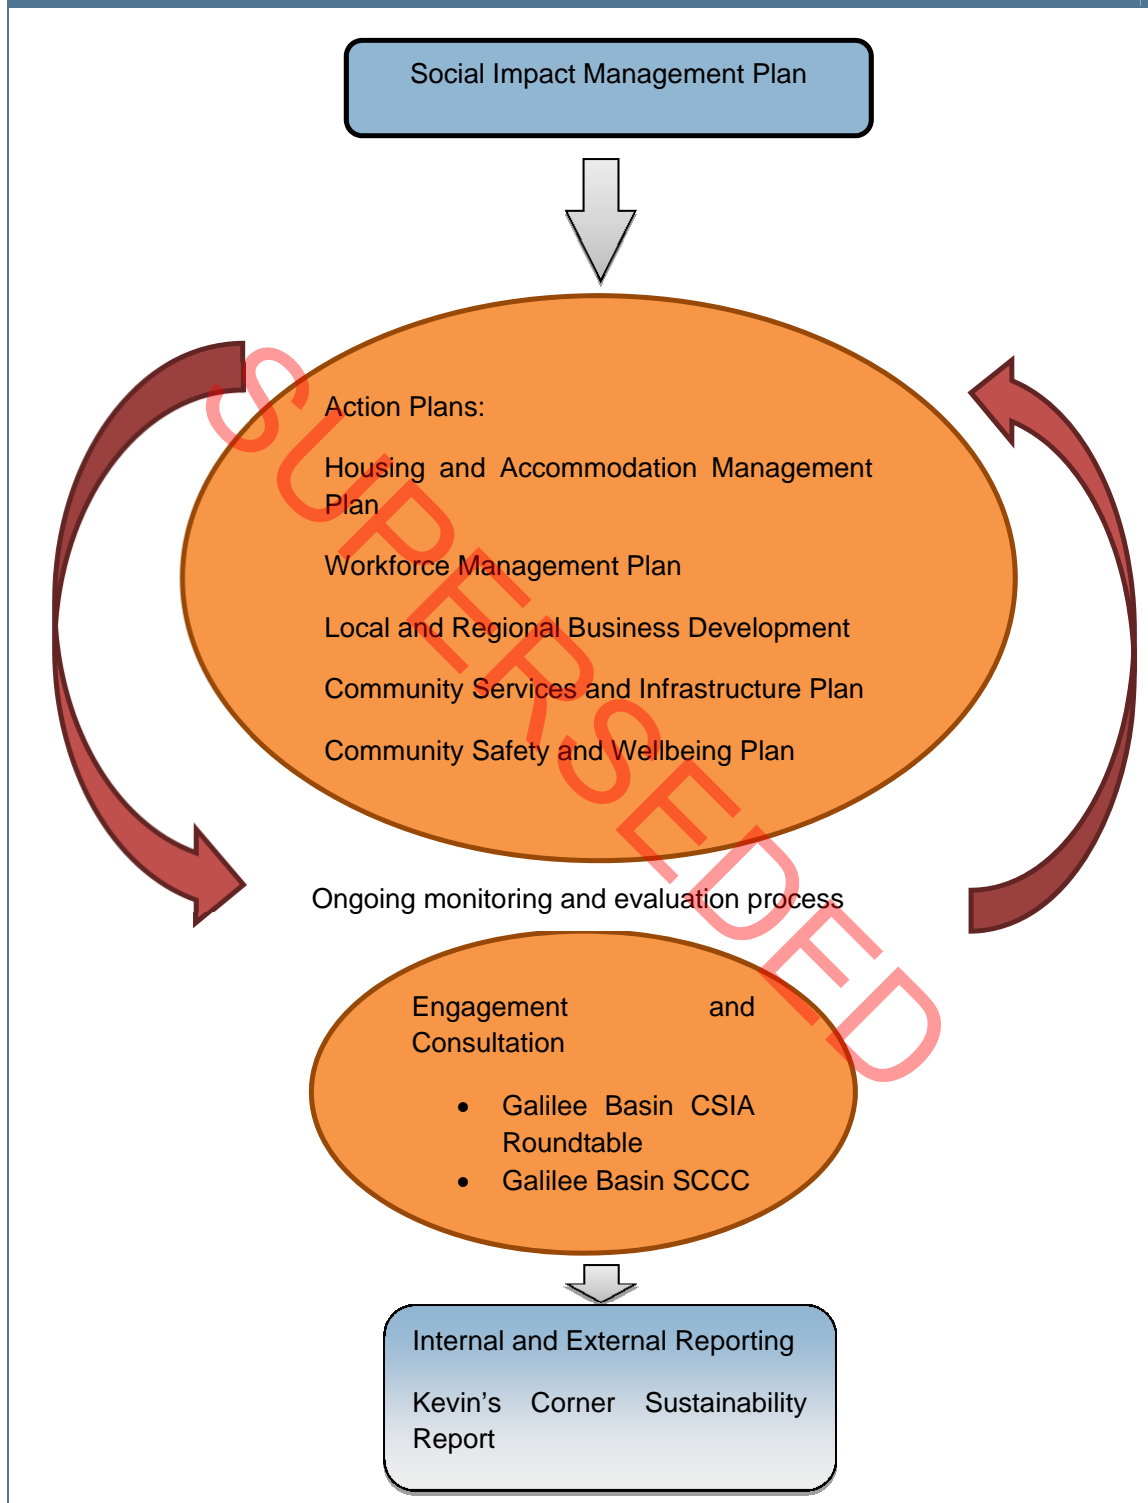 Social Impact Management Plan
Action Plans:
Housing and Accommodation Management
Plan
Workforce Management Plan
Local and Regional Business Development
Community Services and Infrastructure Plan
Community Safety and Wellbeing Plan
SUPERSEDED
Ongoing monitoring and evaluation process
Engagement and
Consultation
• Galilee Basin CSIA
Roundtable
• Galilee Basin SCCC
Internal and External Reporting
Kevin’s Corner Sustainability
Report